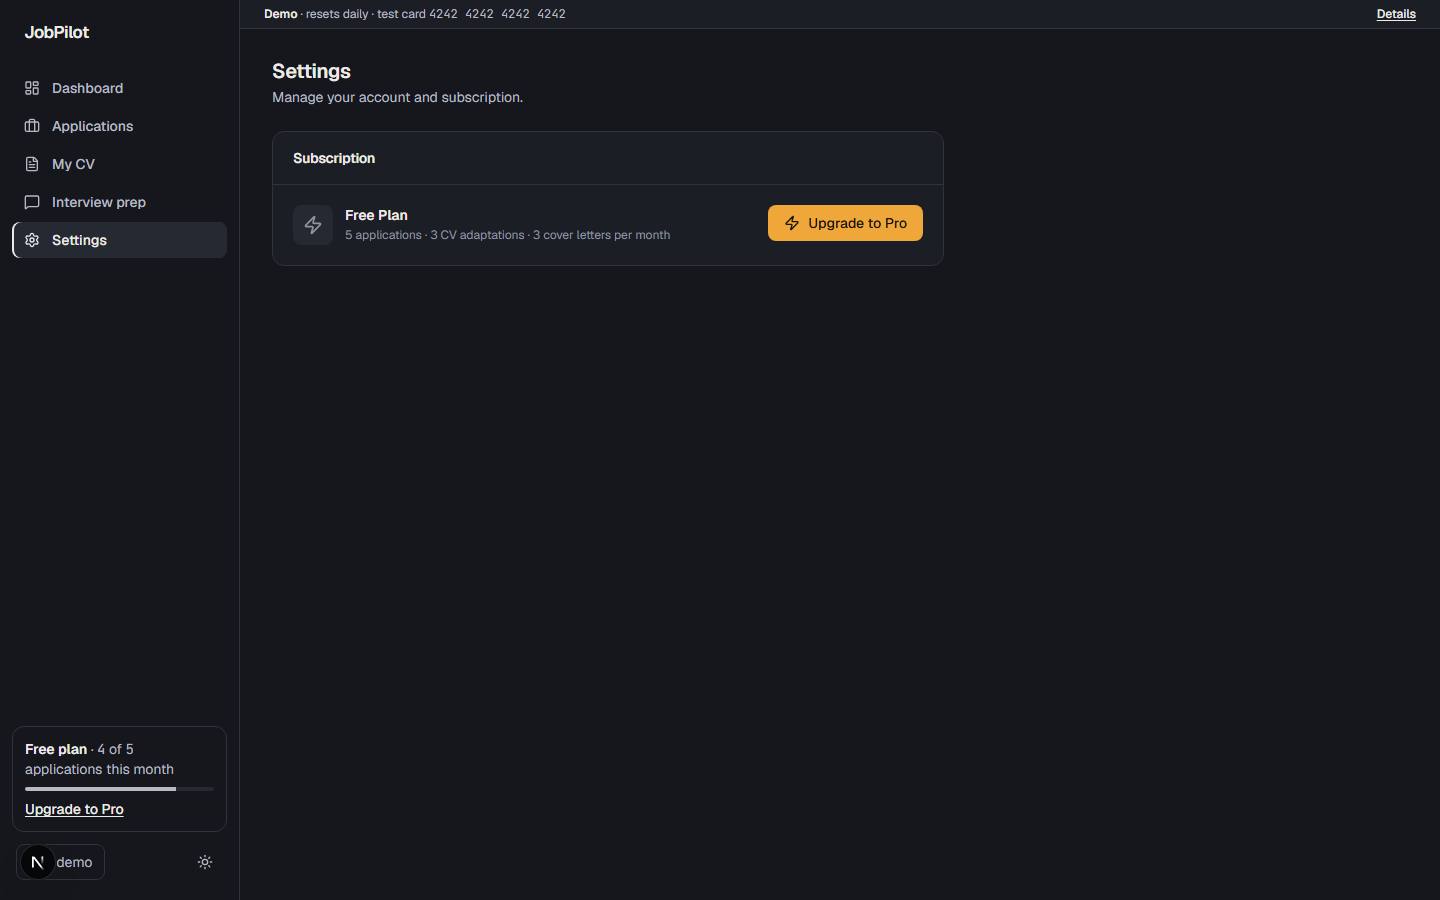 JobPilot
Dashboard
Applications
My CV
Interview prep
Settings
Free plan · 4 of 5
applications this month
Upgrade to Pro
N demo
Demo · resets daily · test card 4242 4242 4242 4242
Details
Settings
Manage your account and subscription.
Subscription
Free Plan
5 applications · 3 CV adaptations · 3 cover letters per month
Upgrade to Pro